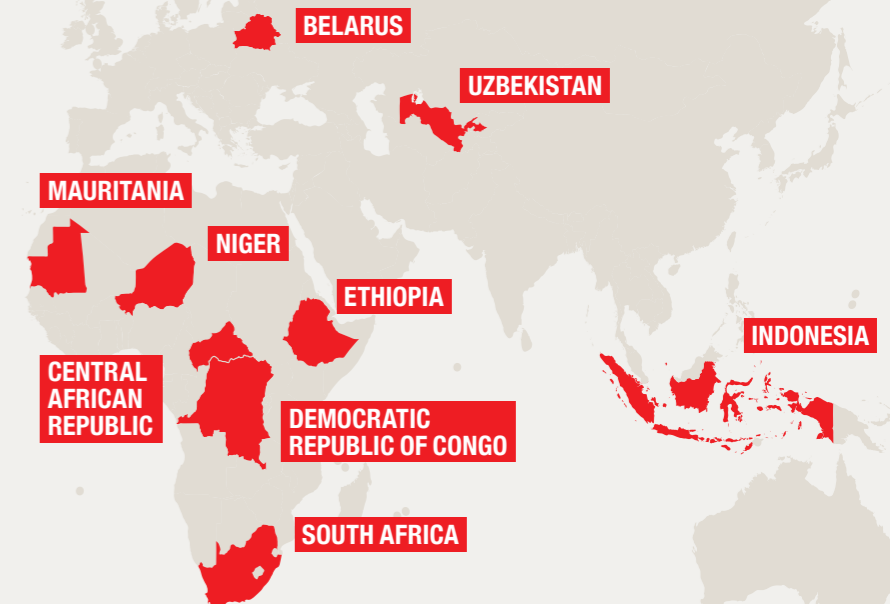 BELARUS
UZBEKISTAN
MAURITANIA
NIGER
ETHIOPIA
INDONESIA
CENTRAL
AFRICAN
REPUBLIC
DEMOCRATIC
REPUBLIC OF CONGO
SOUTH AFRICA